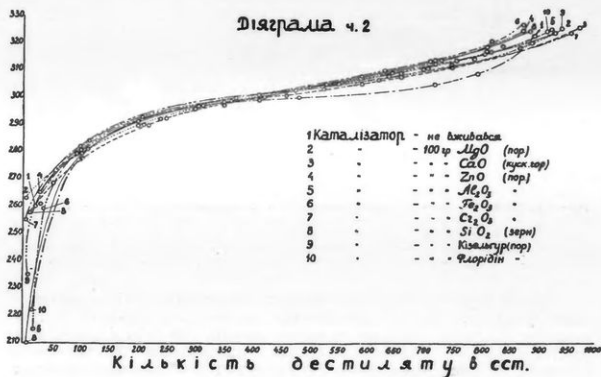 Діяграма ч. 2
330
320
310
300
290
280
270
260
250
240
230
220
210
1 Каталізатор - не вживався
2 " - 100 гр MgO (пор.)
3 " - " " CaO (куск. гор)
4 " - " " ZnO (пор.)
5 " - " " Al₂O₃ "
6 " - " " Fe₂O₃ "
7 " - " " Cr₂O₃ "
8 " - " " SiO₂ (зерн)
9 " - " " Кізельгур (пор)
10 " - " " Флорідін "
0 50 100 150 200 250 300 350 400 450 500 550 600 650 700 750 800 850 900 950 1000
Кількість дестиляту в сст.